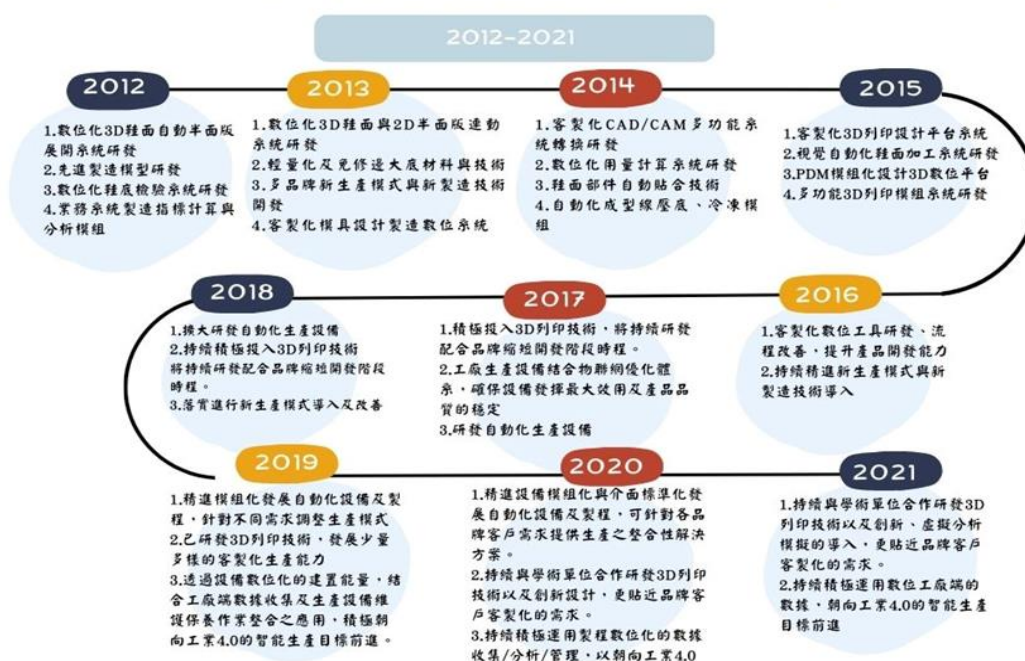 2012-2021
2012
1.數位化3D鞋面自動半面版
展開系統研發
2.先進製造模型研發
3.數位化鞋底檢驗系統研發
4.業務系統製造指標計算與
分析模組
2013
1.數位化3D鞋面與2D半面版連動
系統研發
2.輕量化及免修邊大底材料與技術
3.多品牌新生產模式與新製造技術
開發
4.客製化模具設計製造數位系統
2014
1.客製化CAD/CAM多功能系
統轉換研發
2.數位化用量計算系統研發
3.鞋面部件自動貼合技術
4.自動化成型線壓底、冷凍模
組
2015
1.客製化3D列印設計平台系統
2.視覺自動化鞋面加工系統研發
3.PDM模組化設計3D數位平台
4.多功能3D列印模組系統研發
2016
1.客製化數位工具研發、流
程改善，提升產品開發能力
2.持續精進新生產模式與新
製造技術導入
2017
1.積極投入3D列印技術，將持續研發
配合品牌縮短開發階段時程。
2.工廠生產設備結合物聯網優化體
系，確保設備發揮最大效用及產品品
質的穩定
3.研發自動化生產設備
2018
1.擴大研發自動化生產設備
2.持續積極投入3D列印技術
將持續研發配合品牌縮短開發階段
時程。
3.落實進行新生產模式導入及改善
2019
1.精進模組化發展自動化設備及製
程，針對不同需求調整生產模式
2.已研發3D列印技術，發展少量
多樣的客製化生產能力
3.透過設備數位化的建置能量，結
合工廠端數據收集及生產設備維
護保養作業整合之應用，積極朝
向工業4.0的智能生產目標前進。
2020
1.精進設備模組化與介面標準化發
展自動化設備及製程，可針對各品
牌客戶需求提供生產之整合性解決
方案。
2.持續與學術單位合作研發3D列印
技術以及創新設計，更貼近品牌客
戶客製化的需求。
3.持續積極運用製程數位化的數據
收集/分析/管理，以朝向工業4.0
2021
1.持續與學術單位合作研發3D
列印技術以及創新、虛擬分析
模擬的導入，更貼近品牌客戶
客製化的需求。
2.持續積極運用數位工廠端的
數據，朝向工業4.0的智能生產
目標前進